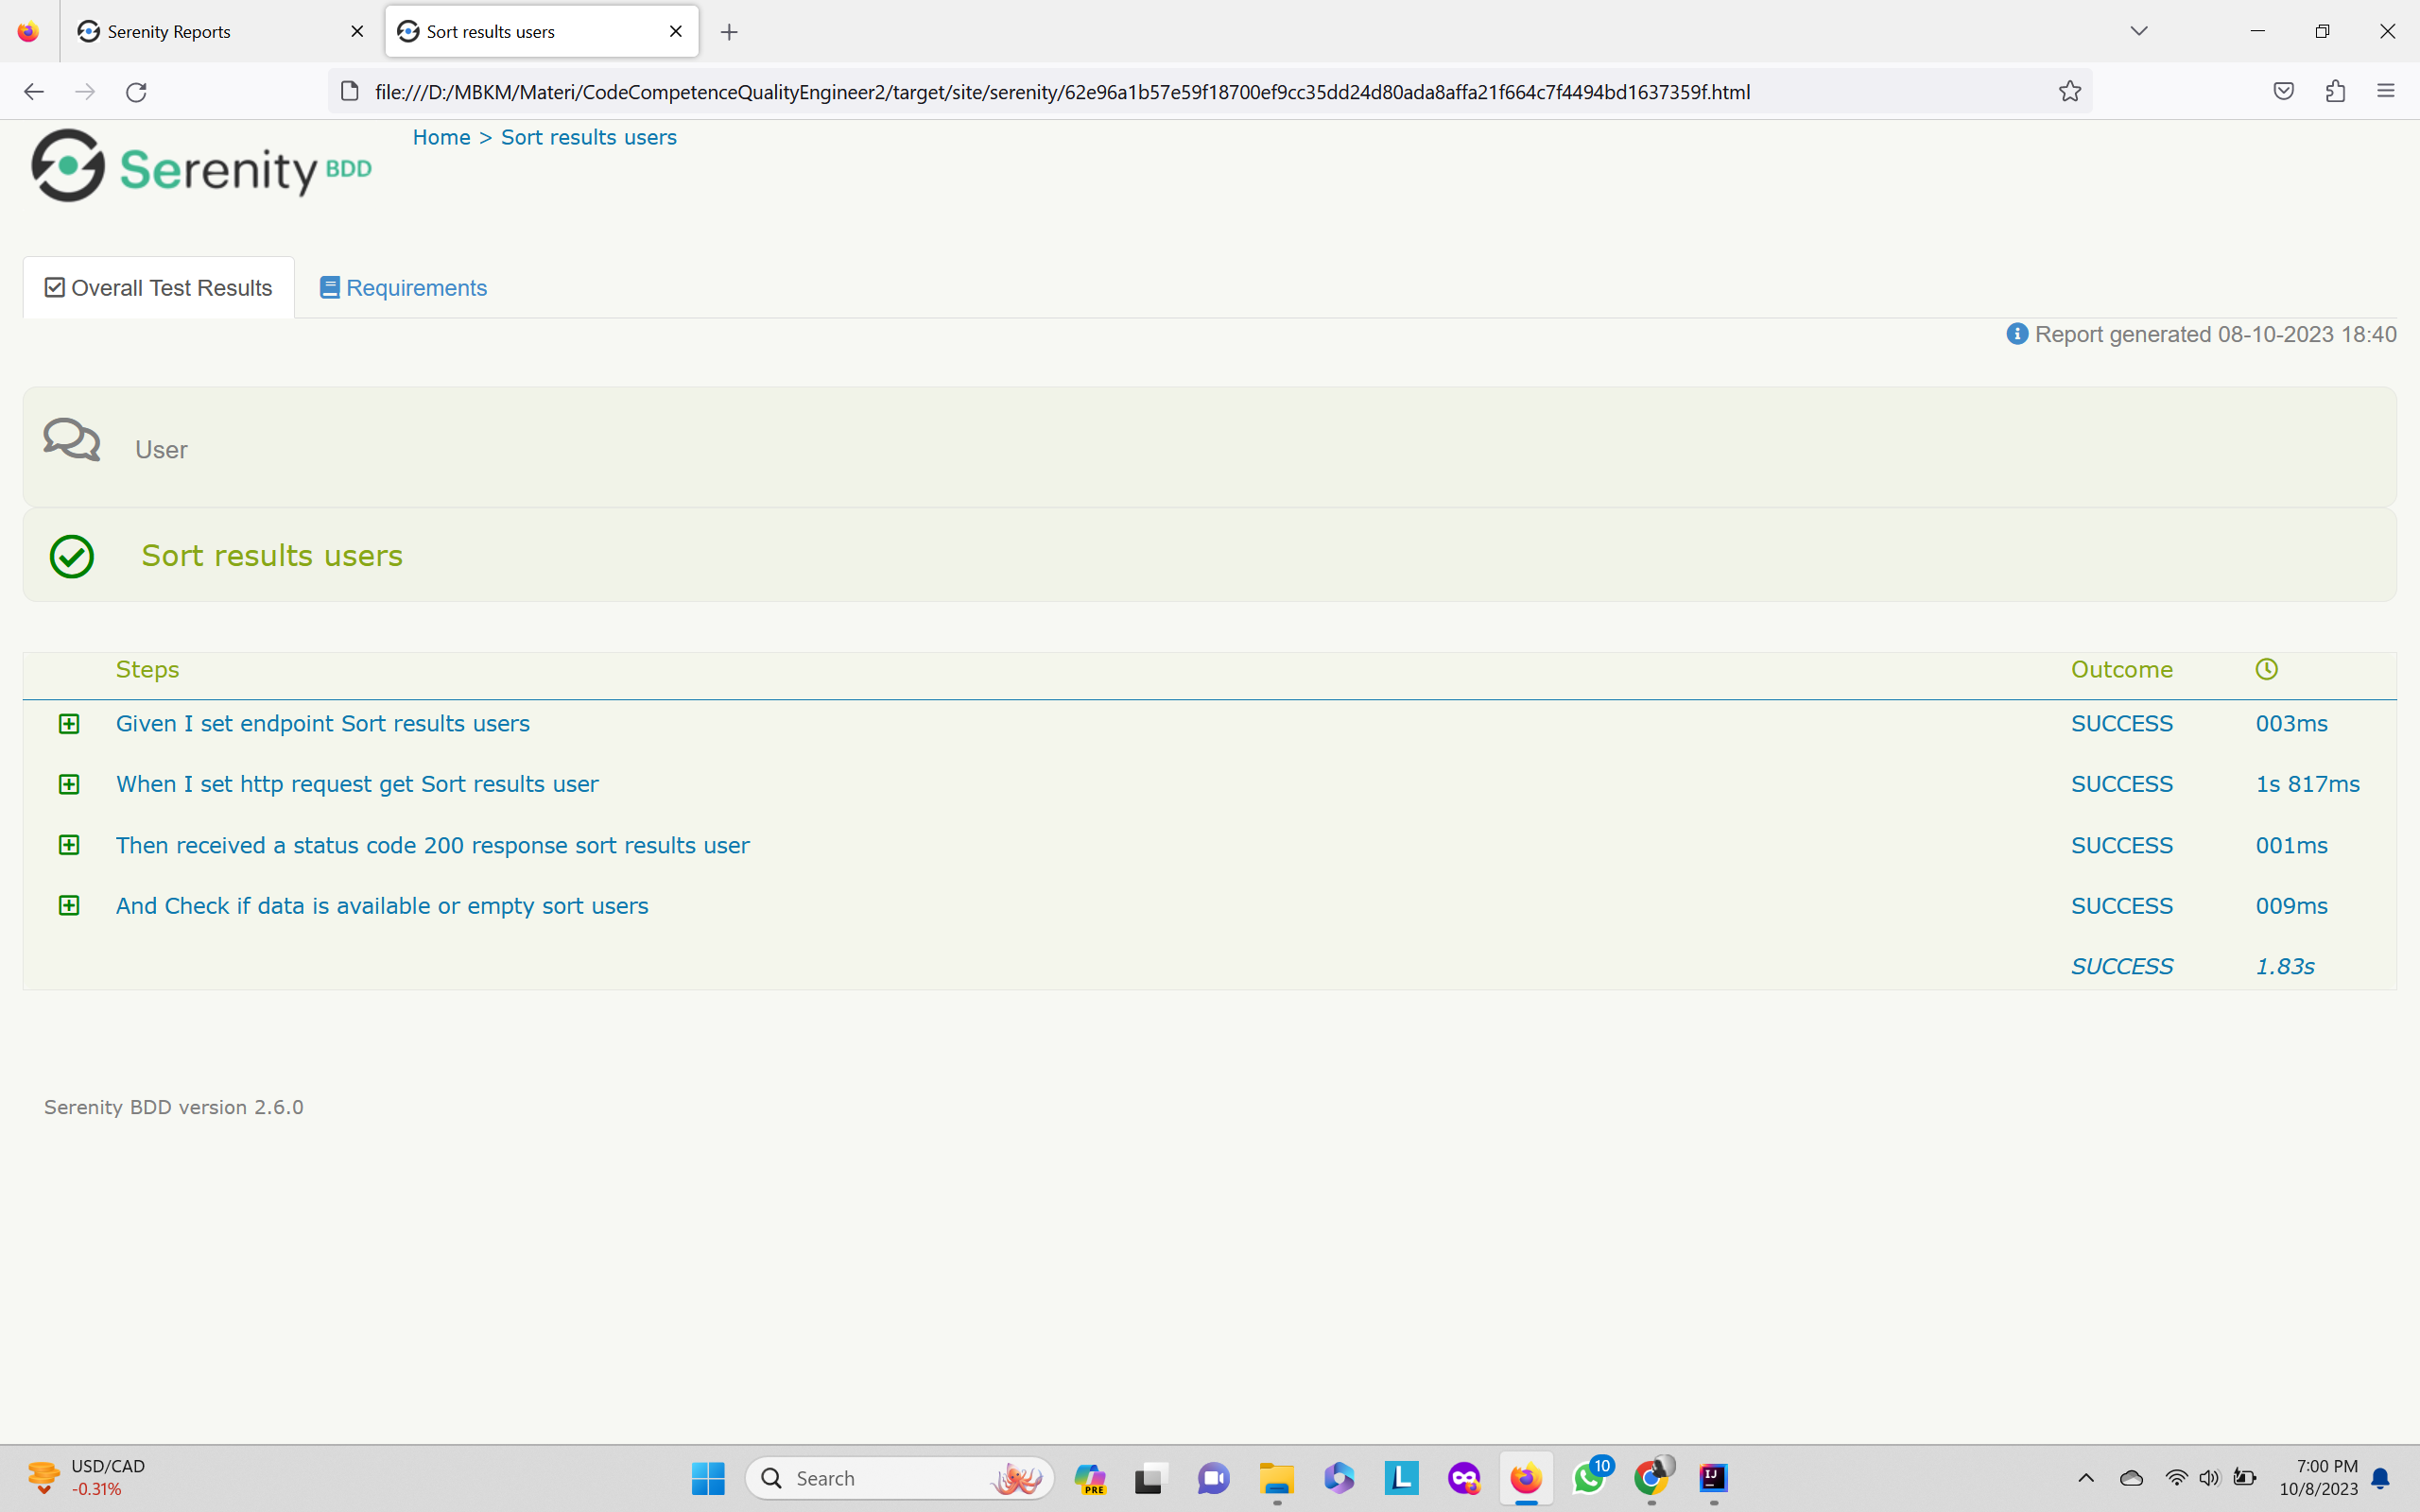 Serenity Reports
Sort results users
file:///D:/MBKM/Materi/CodeCompetenceQualityEngineer2/target/site/serenity/62e96a1b57e59f18700ef9cc35dd24d80ada8affa21f664c7f4494bd1637359f.html
Serenity BDD
Home > Sort results users
Overall Test Results
Requirements
Report generated 08-10-2023 18:40
User
Sort results users
Steps Outcome
Given I set endpoint Sort results users SUCCESS 003ms
When I set http request get Sort results user SUCCESS 1s 817ms
Then received a status code 200 response sort results user SUCCESS 001ms
And Check if data is available or empty sort users SUCCESS 009ms
SUCCESS 1.83s
Serenity BDD version 2.6.0
USD/CAD
-0.31%
Search
PRE
L
10
IJ
7:00 PM
10/8/2023